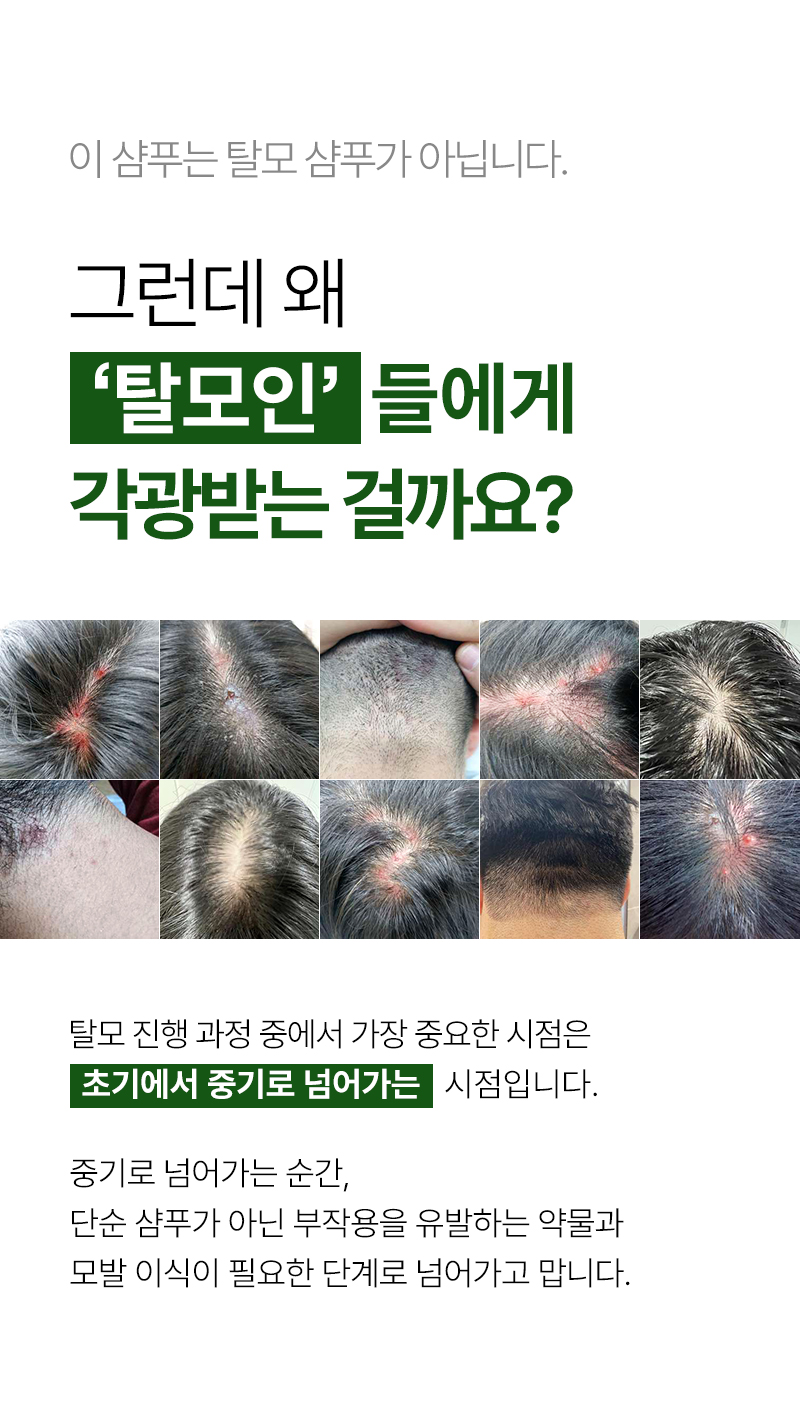 이 샴푸는 탈모 샴푸가 아닙니다.
그런데 왜
‘탈모인’ 들에게
각광받는 걸까요?
탈모 진행 과정 중에서 가장 중요한 시점은
초기에서 중기로 넘어가는 시점입니다.
중기로 넘어가는 순간,
단순 샴푸가 아닌 부작용을 유발하는 약물과
모발 이식이 필요한 단계로 넘어가고 맙니다.